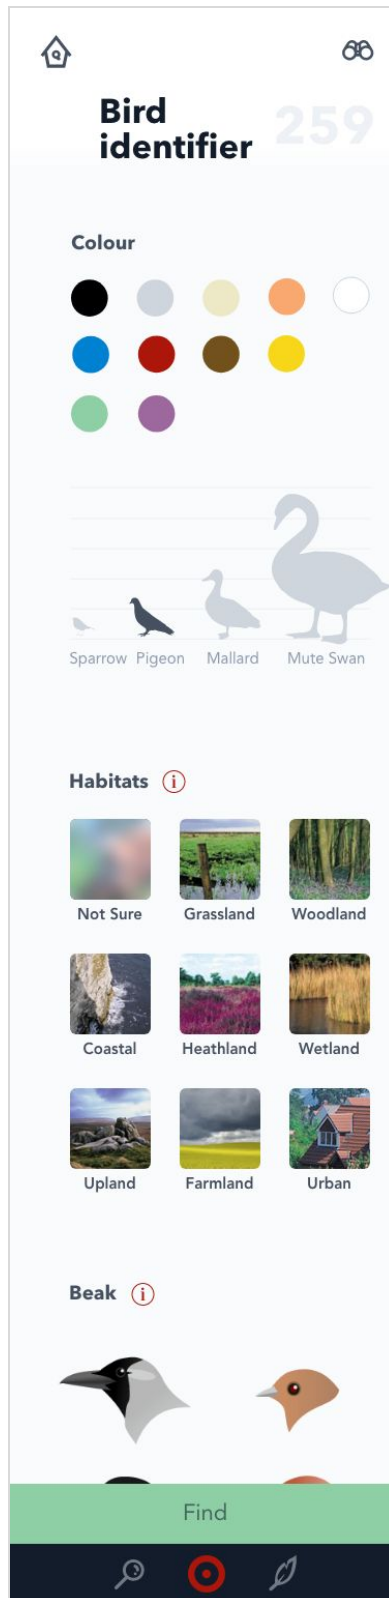 Bird
identifier
259
Colour
Sparrow Pigeon Mallard Mute Swan
Habitats i
Not Sure Grassland Woodland
Coastal Heathland Wetland
Upland Farmland Urban
Beak i
Find